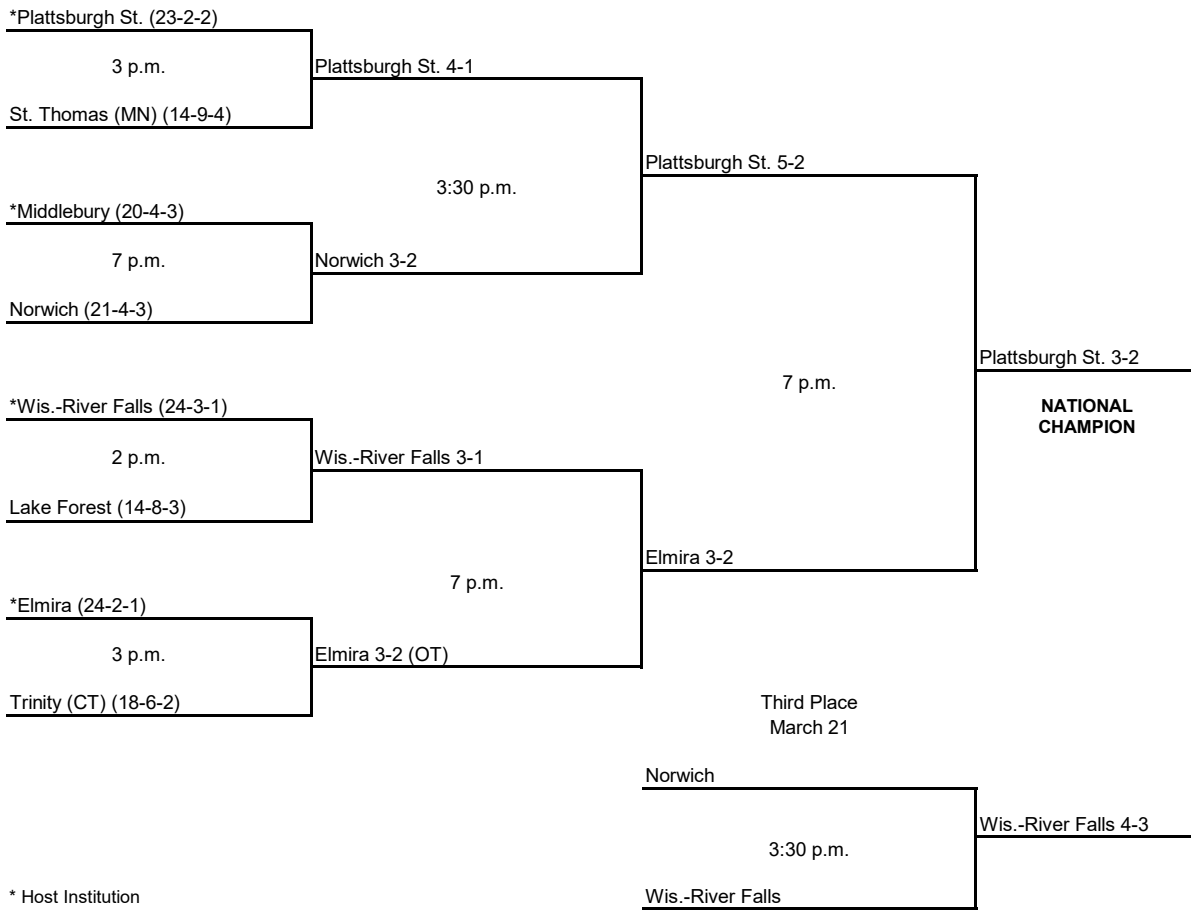 *Plattsburgh St. (23-2-2)
3 p.m.
Plattsburgh St. 4-1
St. Thomas (MN) (14-9-4)
Plattsburgh St. 5-2
3:30 p.m.
*Middlebury (20-4-3)
7 p.m.
Norwich 3-2
Norwich (21-4-3)
Plattsburgh St. 3-2
7 p.m.
NATIONAL
CHAMPION
*Wis.-River Falls (24-3-1)
2 p.m.
Wis.-River Falls 3-1
Lake Forest (14-8-3)
Elmira 3-2
7 p.m.
*Elmira (24-2-1)
3 p.m.
Elmira 3-2 (OT)
Trinity (CT) (18-6-2)
Third Place
March 21
Norwich
Wis.-River Falls 4-3
3:30 p.m.
Wis.-River Falls
* Host Institution